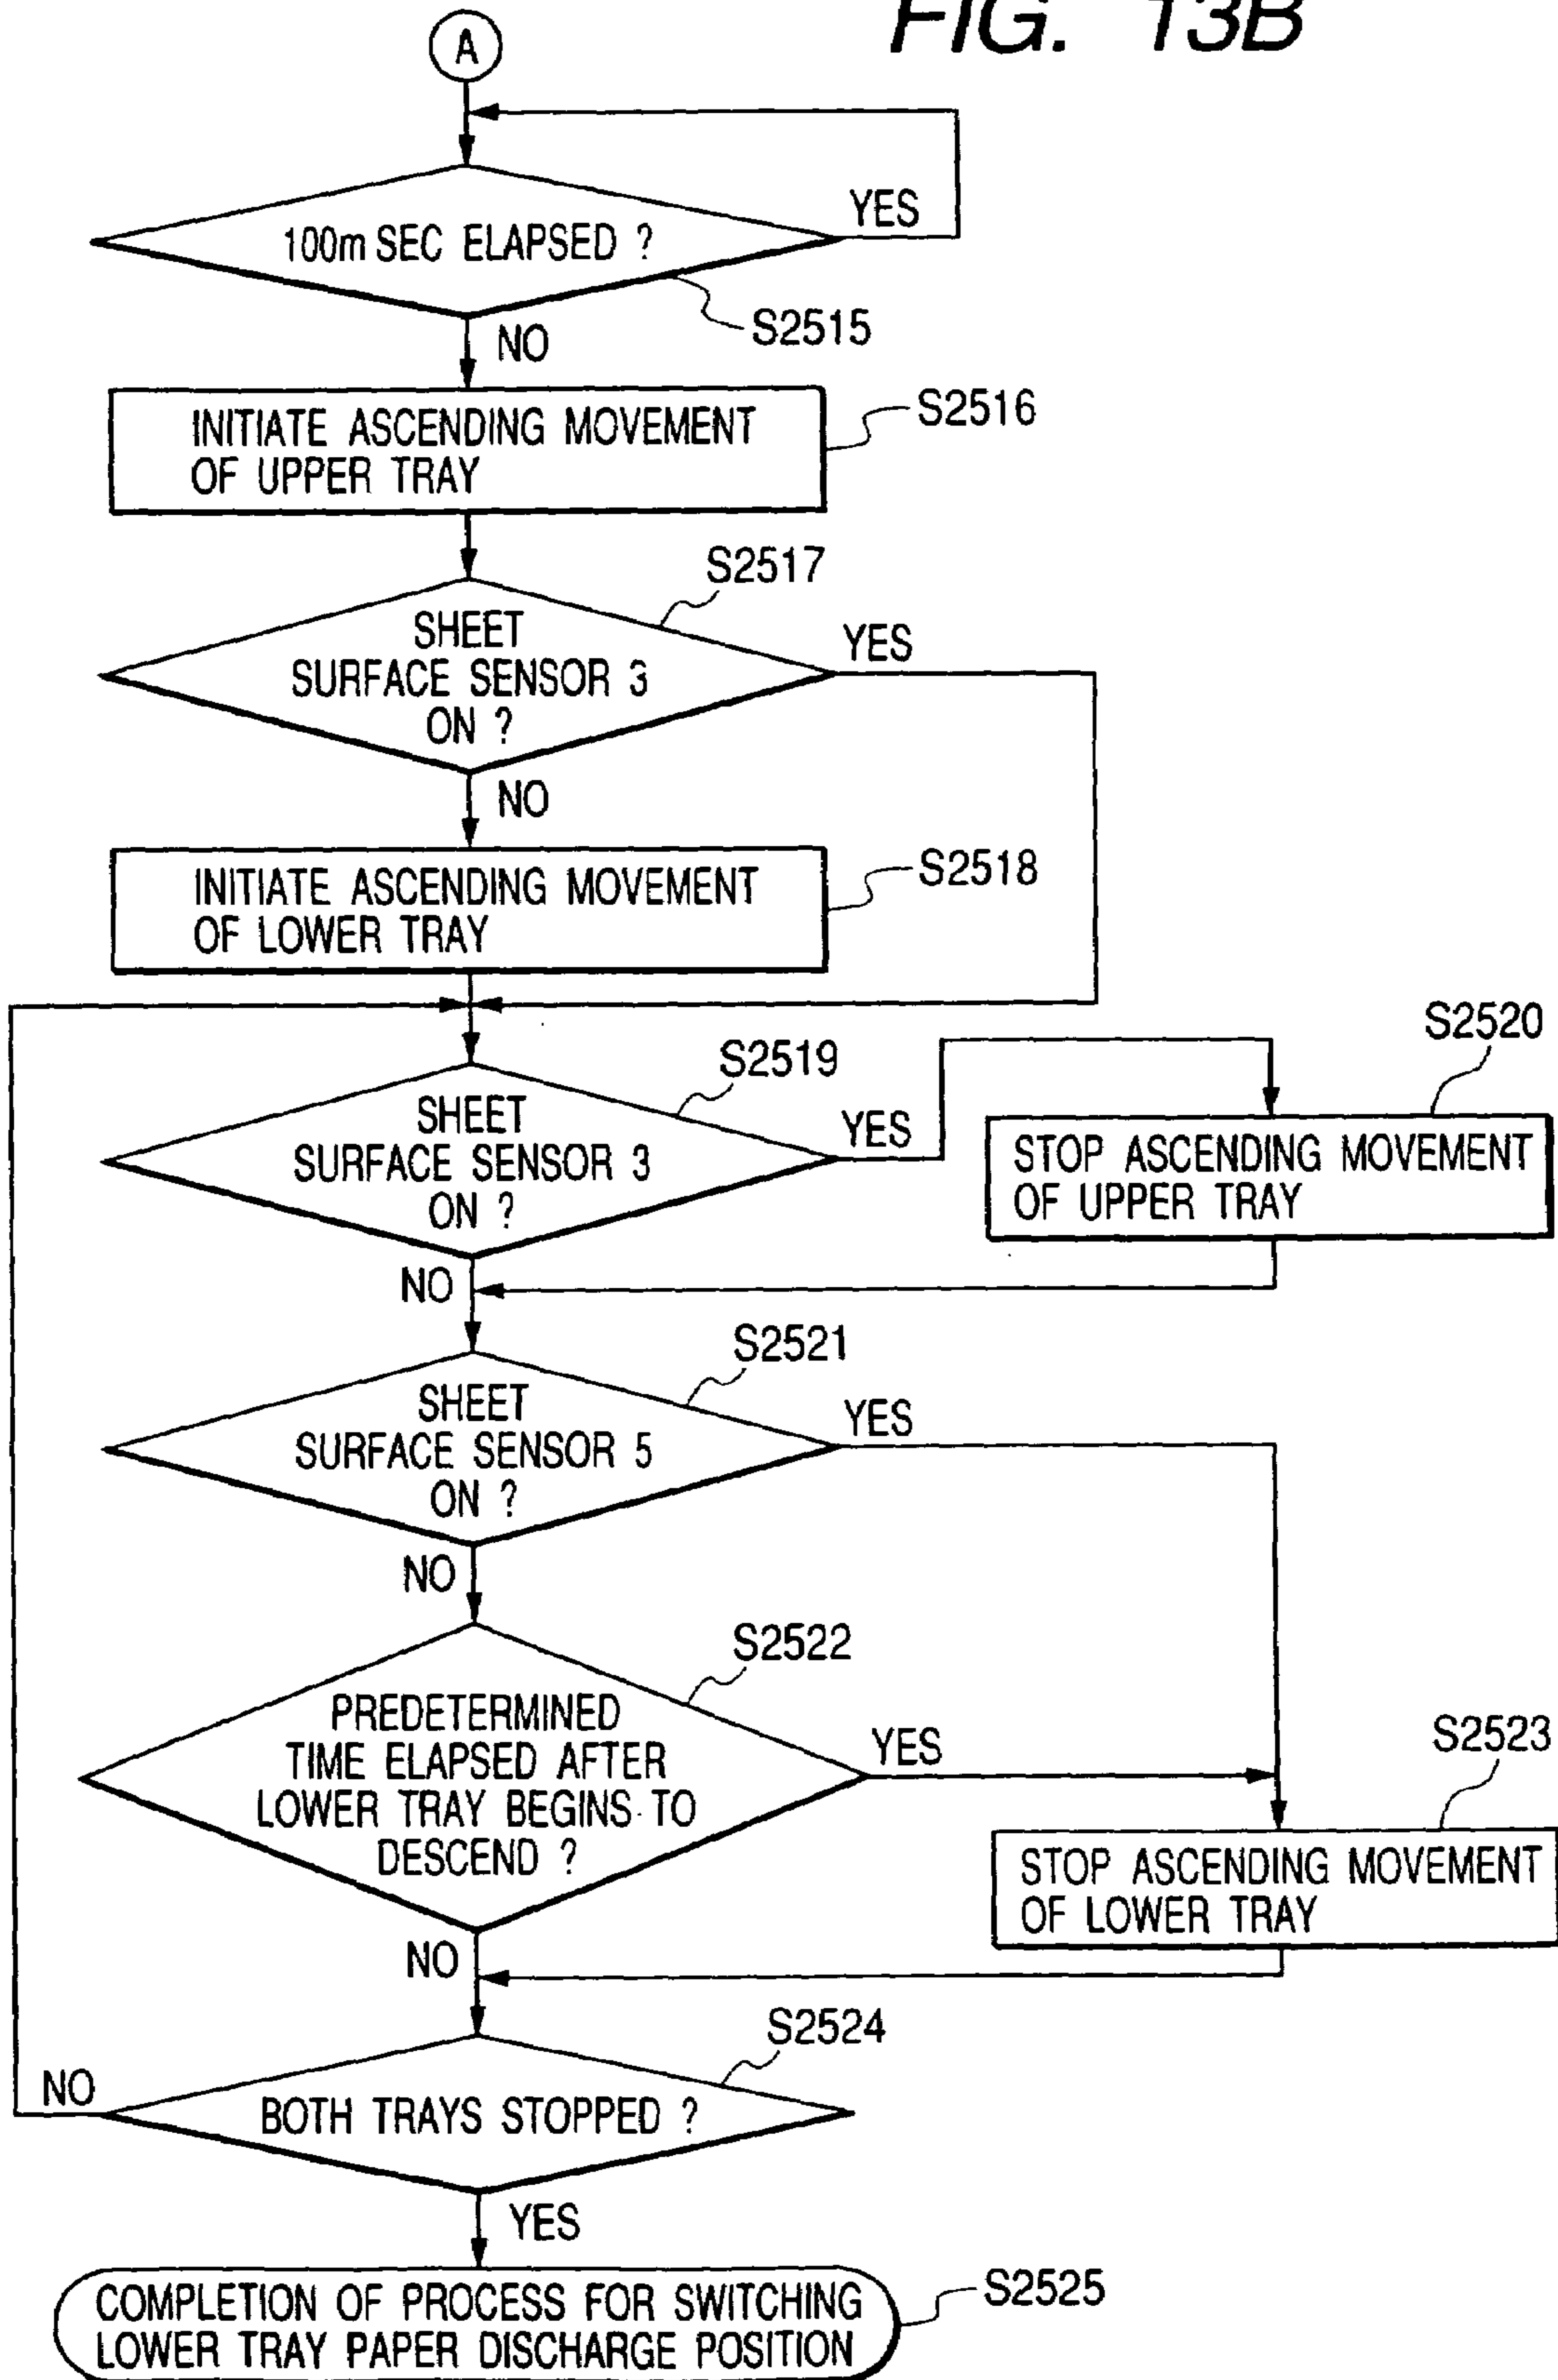 FIG. 13B
A
100m SEC ELAPSED ?
YES
S2515
NO
INITIATE ASCENDING MOVEMENT
OF UPPER TRAY
S2516
S2517
SHEET
SURFACE SENSOR 3
ON ?
YES
NO
INITIATE ASCENDING MOVEMENT
OF LOWER TRAY
S2518
S2519
SHEET
SURFACE SENSOR 3
ON ?
YES
S2520
STOP ASCENDING MOVEMENT
OF UPPER TRAY
NO
S2521
SHEET
SURFACE SENSOR 5
ON ?
YES
NO
S2522
PREDETERMINED
TIME ELAPSED AFTER
LOWER TRAY BEGINS TO
DESCEND ?
YES
S2523
STOP ASCENDING MOVEMENT
OF LOWER TRAY
NO
S2524
NO
BOTH TRAYS STOPPED ?
YES
COMPLETION OF PROCESS FOR SWITCHING
LOWER TRAY PAPER DISCHARGE POSITION
S2525